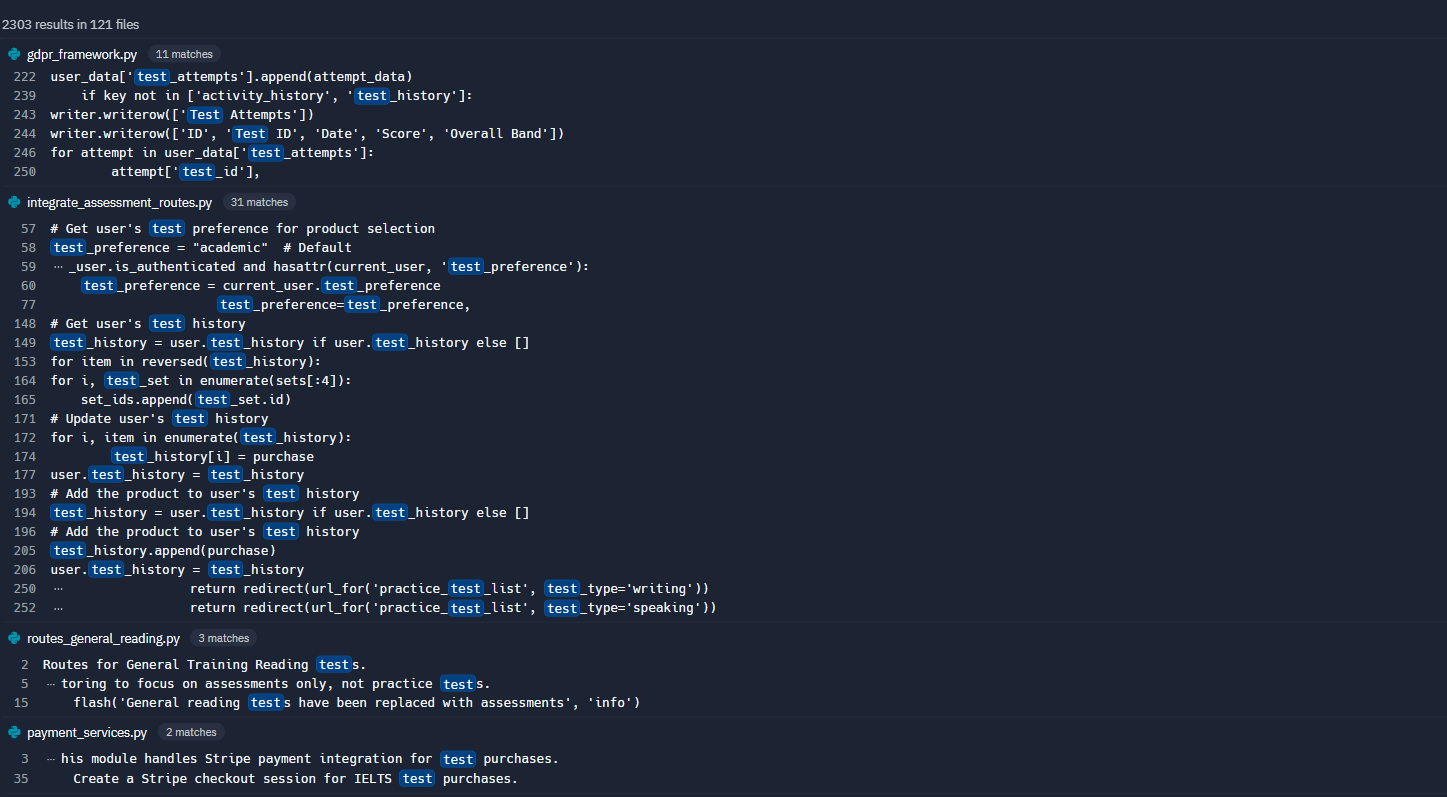 2303 results in 121 files
gdpr_framework.py 11 matches
222 user_data['test_attempts'].append(attempt_data)
239 if key not in ['activity_history', 'test_history']:
243 writer.writerow(['Test Attempts'])
244 writer.writerow(['ID', 'Test ID', 'Date', 'Score', 'Overall Band'])
246 for attempt in user_data['test_attempts']:
250 attempt['test_id'],
integrate_assessment_routes.py 31 matches
57 # Get user's test preference for product selection
58 test_preference = "academic"  # Default
59 ··· _user.is_authenticated and hasattr(current_user, 'test_preference'):
60 test_preference = current_user.test_preference
77 test_preference=test_preference,
148 # Get user's test history
149 test_history = user.test_history if user.test_history else []
153 for item in reversed(test_history):
164 for i, test_set in enumerate(sets[:4]):
165 set_ids.append(test_set.id)
171 # Update user's test history
172 for i, item in enumerate(test_history):
174 test_history[i] = purchase
177 user.test_history = test_history
193 # Add the product to user's test history
194 test_history = user.test_history if user.test_history else []
196 # Add the product to user's test history
205 test_history.append(purchase)
206 user.test_history = test_history
250 ··· return redirect(url_for('practice_test_list', test_type='writing'))
252 ··· return redirect(url_for('practice_test_list', test_type='speaking'))
routes_general_reading.py 3 matches
2 Routes for General Training Reading tests.
5 ··· toring to focus on assessments only, not practice tests.
15 flash('General reading tests have been replaced with assessments', 'info')
payment_services.py 2 matches
3 ··· his module handles Stripe payment integration for test purchases.
35 Create a Stripe checkout session for IELTS test purchases.